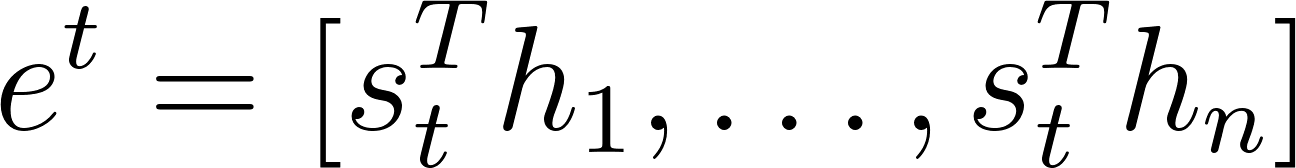 e^t = [s_t^T h_1, . . . , s_t^T h_n]